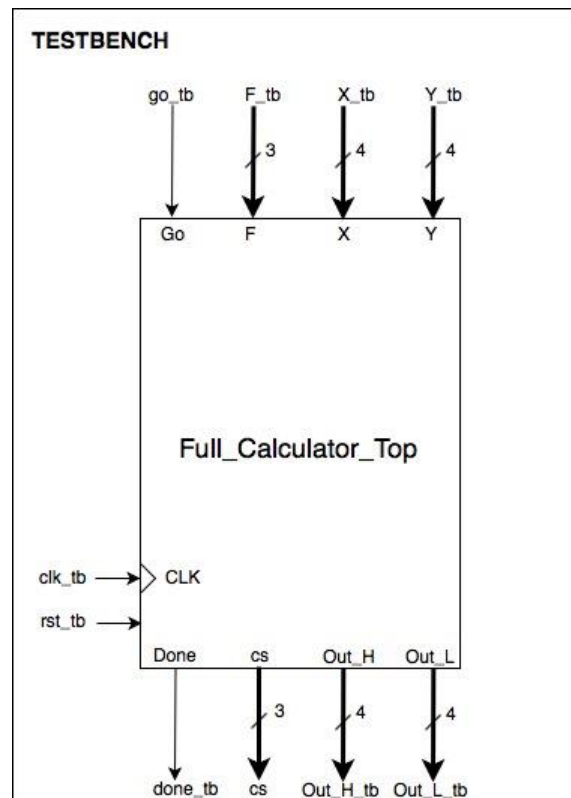 TESTBENCH
go_tb F_tb X_tb Y_tb
3 4 4
Go F X Y
Full_Calculator_Top
clk_tb CLK
rst_tb
Done cs Out_H Out_L
3 4 4
done_tb cs Out_H_tb Out_L_tb